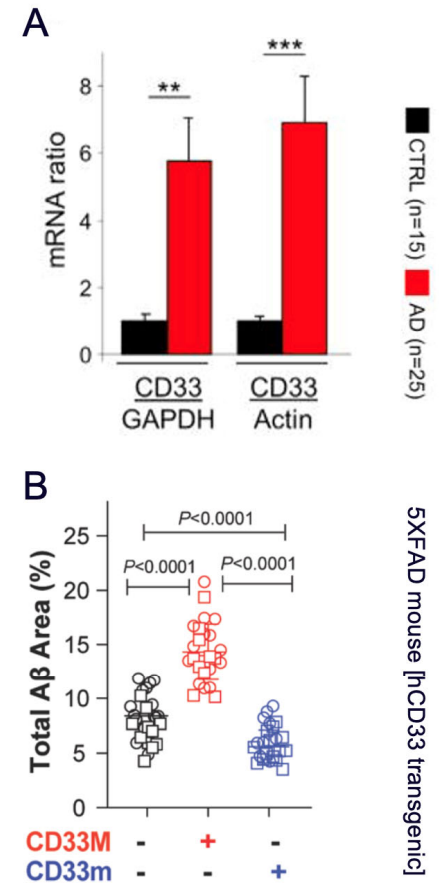 A
** ***
mRNA ratio
8
6
4
2
0
CD33 CD33
GAPDH Actin
CTRL (n=15) AD (n=25)
B
P<0.0001
P<0.0001 P<0.0001
Total Aβ Area (%)
25
20
15
10
5
0
CD33M - + -
CD33m - - +
5XFAD mouse [hCD33 transgenic]